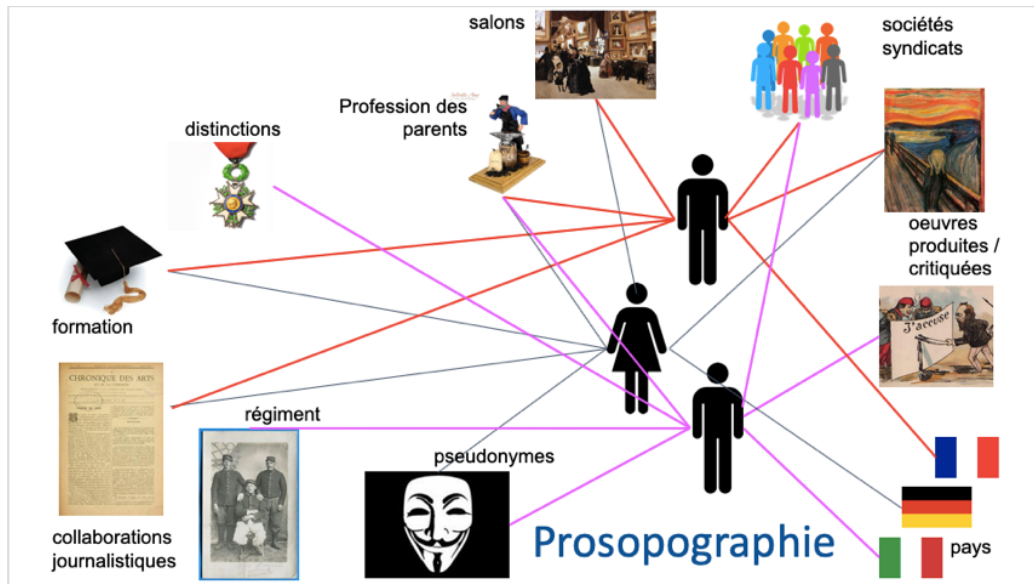 salons
sociétés
syndicats
Profession des
parents
distinctions
oeuvres
produites /
critiquées
formation
J'accuse
CHRONIQUE DES ARTS
régiment
pseudonymes
collaborations
journalistiques
Prosopographie
pays